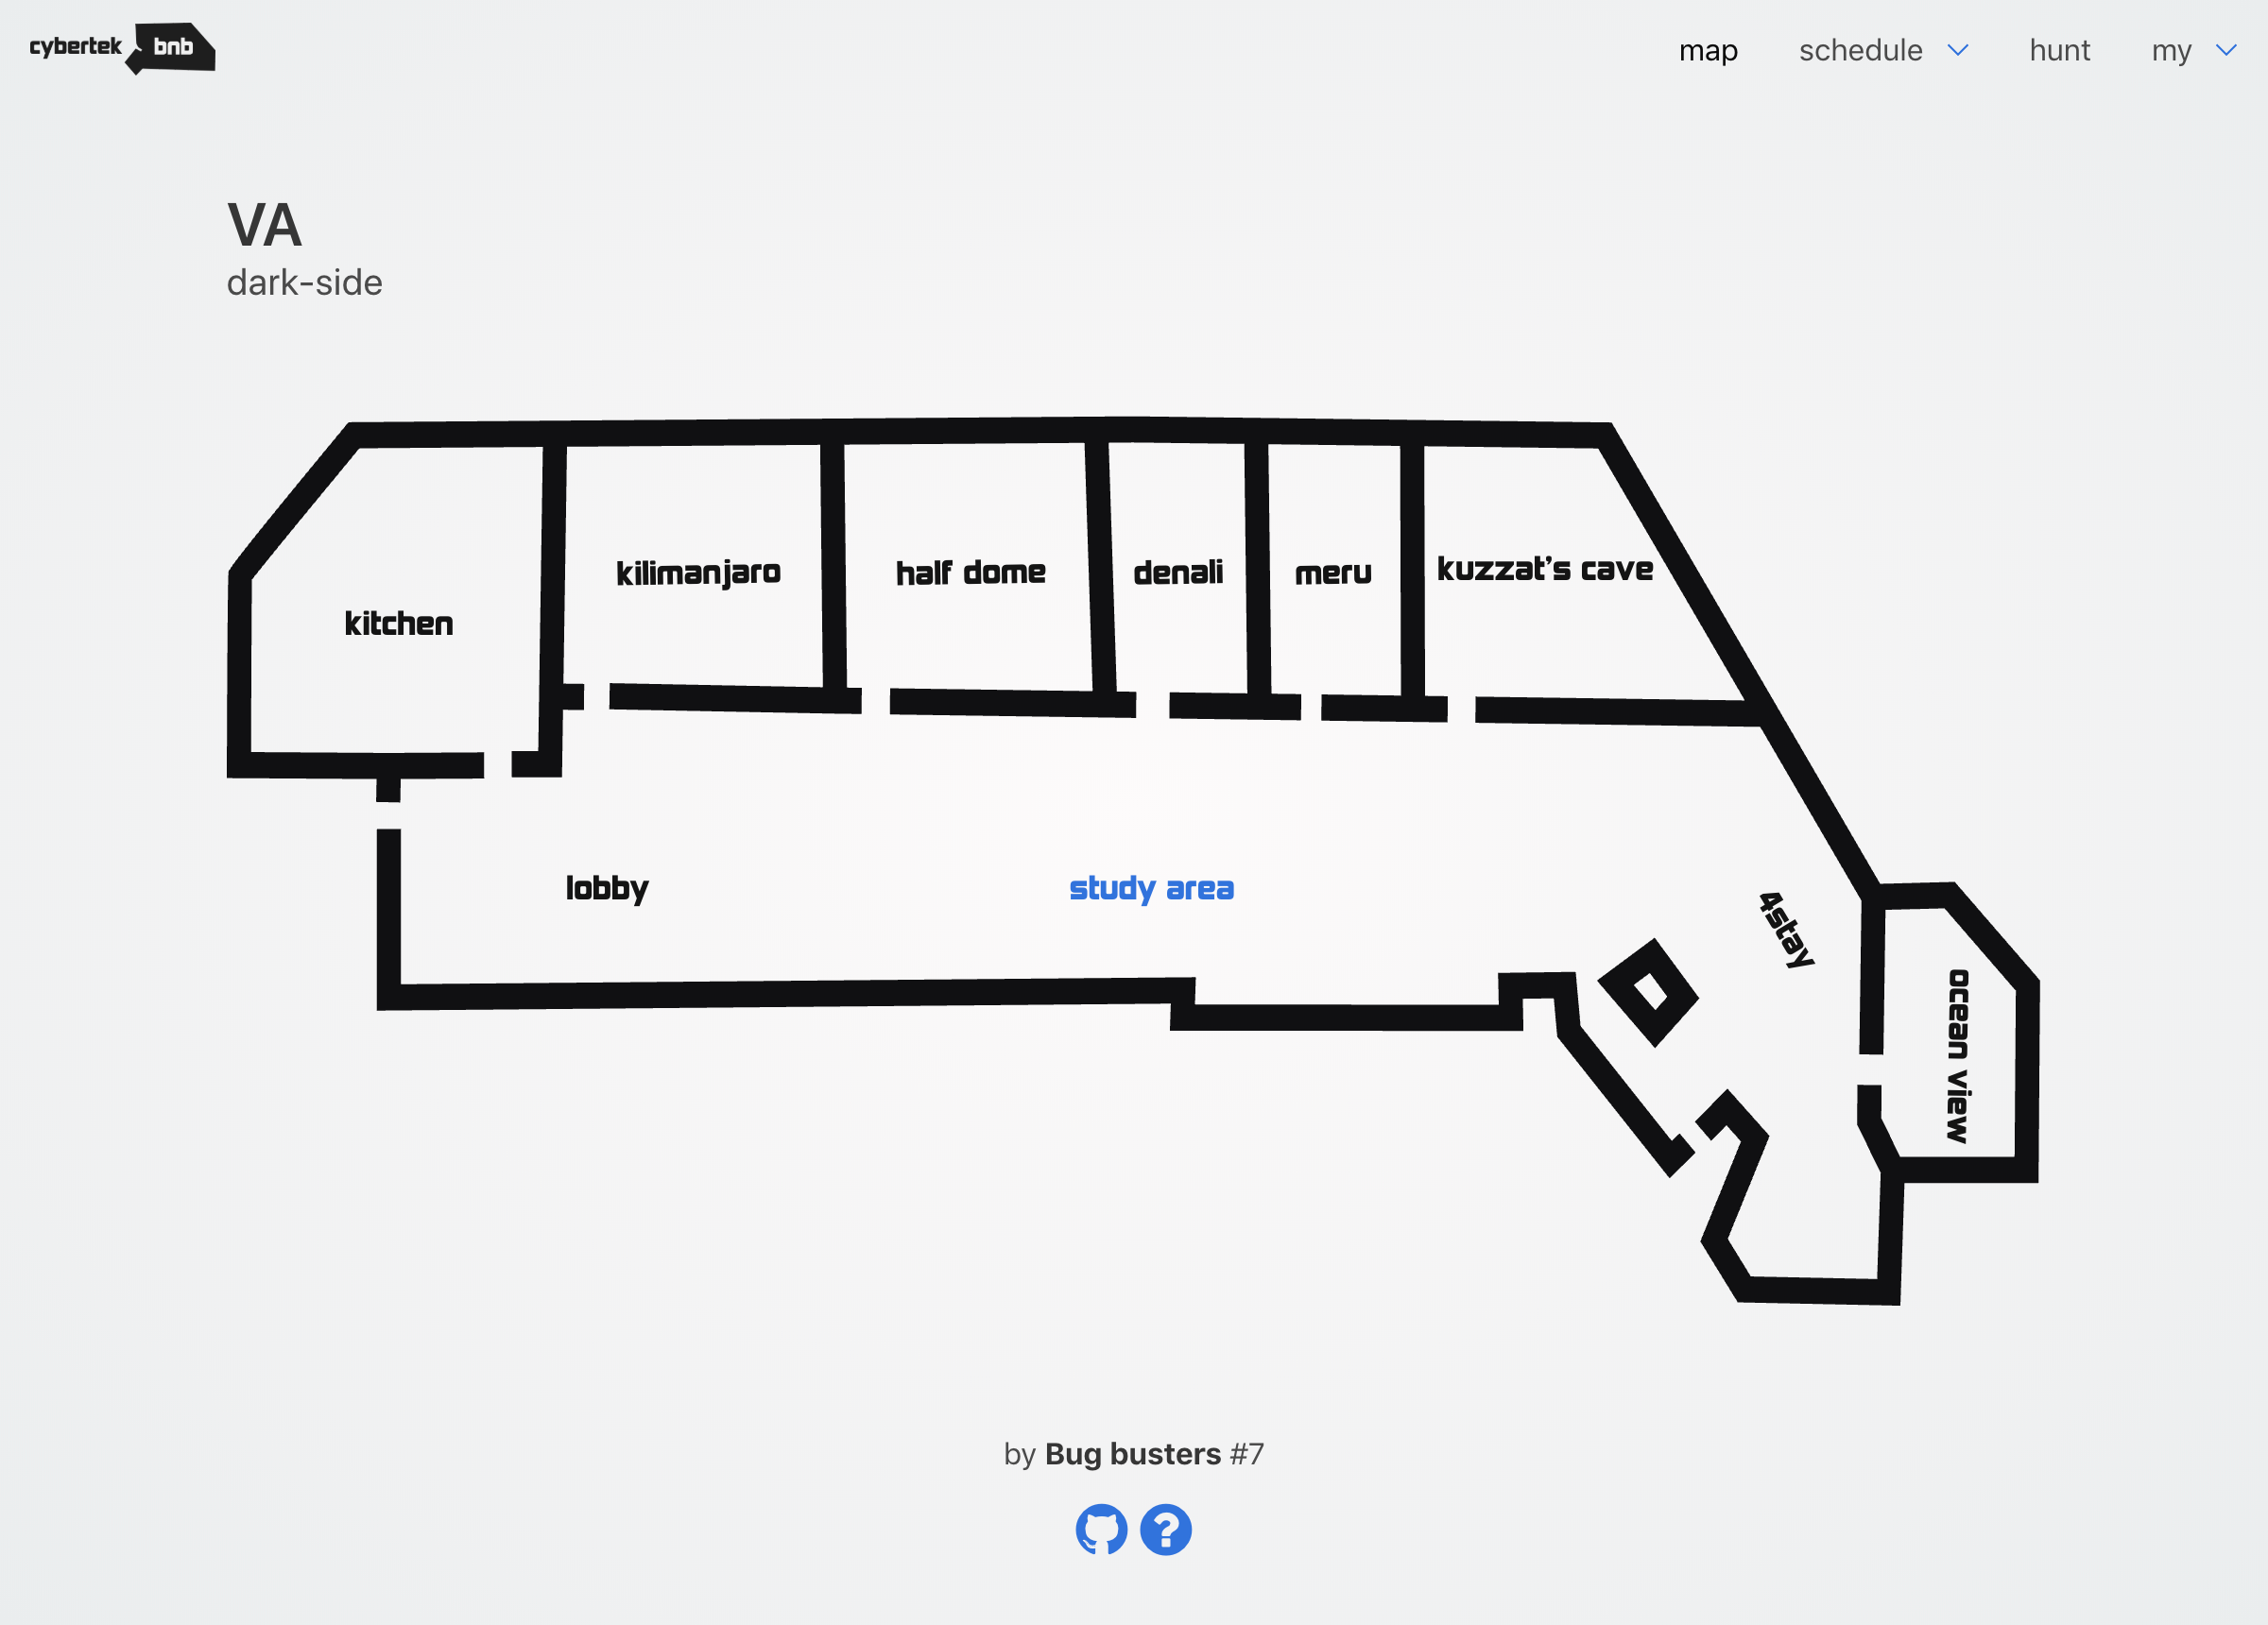 cybertek bnb
map schedule hunt my
VA
dark-side
kitchen
kilimanjaro
half dome
denali
meru
kuzzat's cave
lobby
study area
4stay
ocean view
by Bug busters #7
?